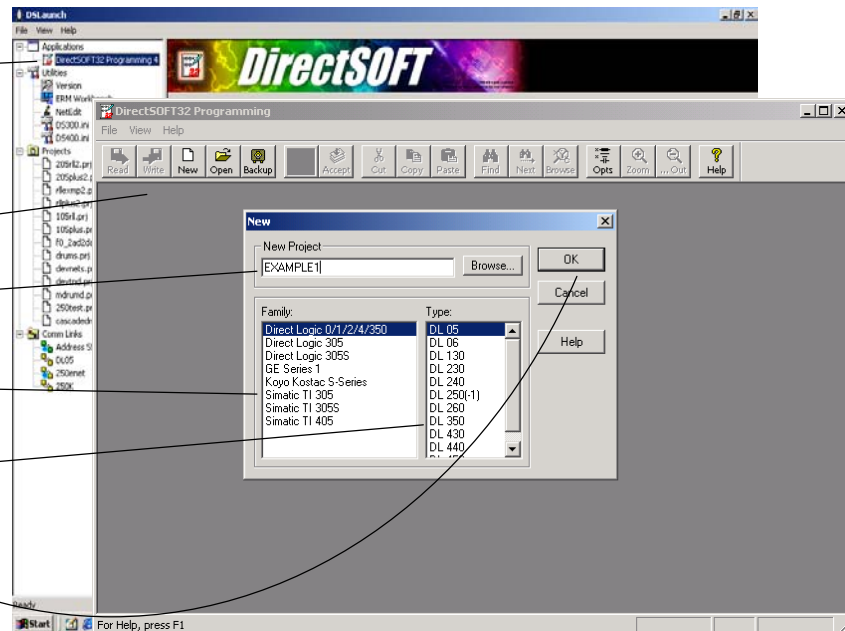 DSLaunch
File View Help
Applications
DirectSOFT32 Programming 4
Utilities
Version
ERM Workbench
NetEdit
DS300.ini
DS400.ini
Projects
205rll2.prj
205plus2.p
rllexmp2.p
rllplus2.prj
105rll.prj
105plus.pr
f0_2ad2da
drums.prj
devnets.p
devtnd.prj
mdrumd.p
250test.pr
cascadedr
Comm Links
Address S
DL05
250enet
250K
Ready
Start
DirectSOFT
DirectSOFT32 Programming
File View Help
Read Write New Open Backup Accept Cut Copy Paste Find Next Browse Opts Zoom ...Out Help
New
New Project
EXAMPLE1
Browse...
OK
Cancel
Help
Family:
Direct Logic 0/1/2/4/350
Direct Logic 305
Direct Logic 305S
GE Series 1
Koyo Kostac S-Series
Simatic TI 305
Simatic TI 305S
Simatic TI 405
Type:
DL 05
DL 06
DL 130
DL 230
DL 240
DL 250(-1)
DL 260
DL 350
DL 430
DL 440
For Help, press F1